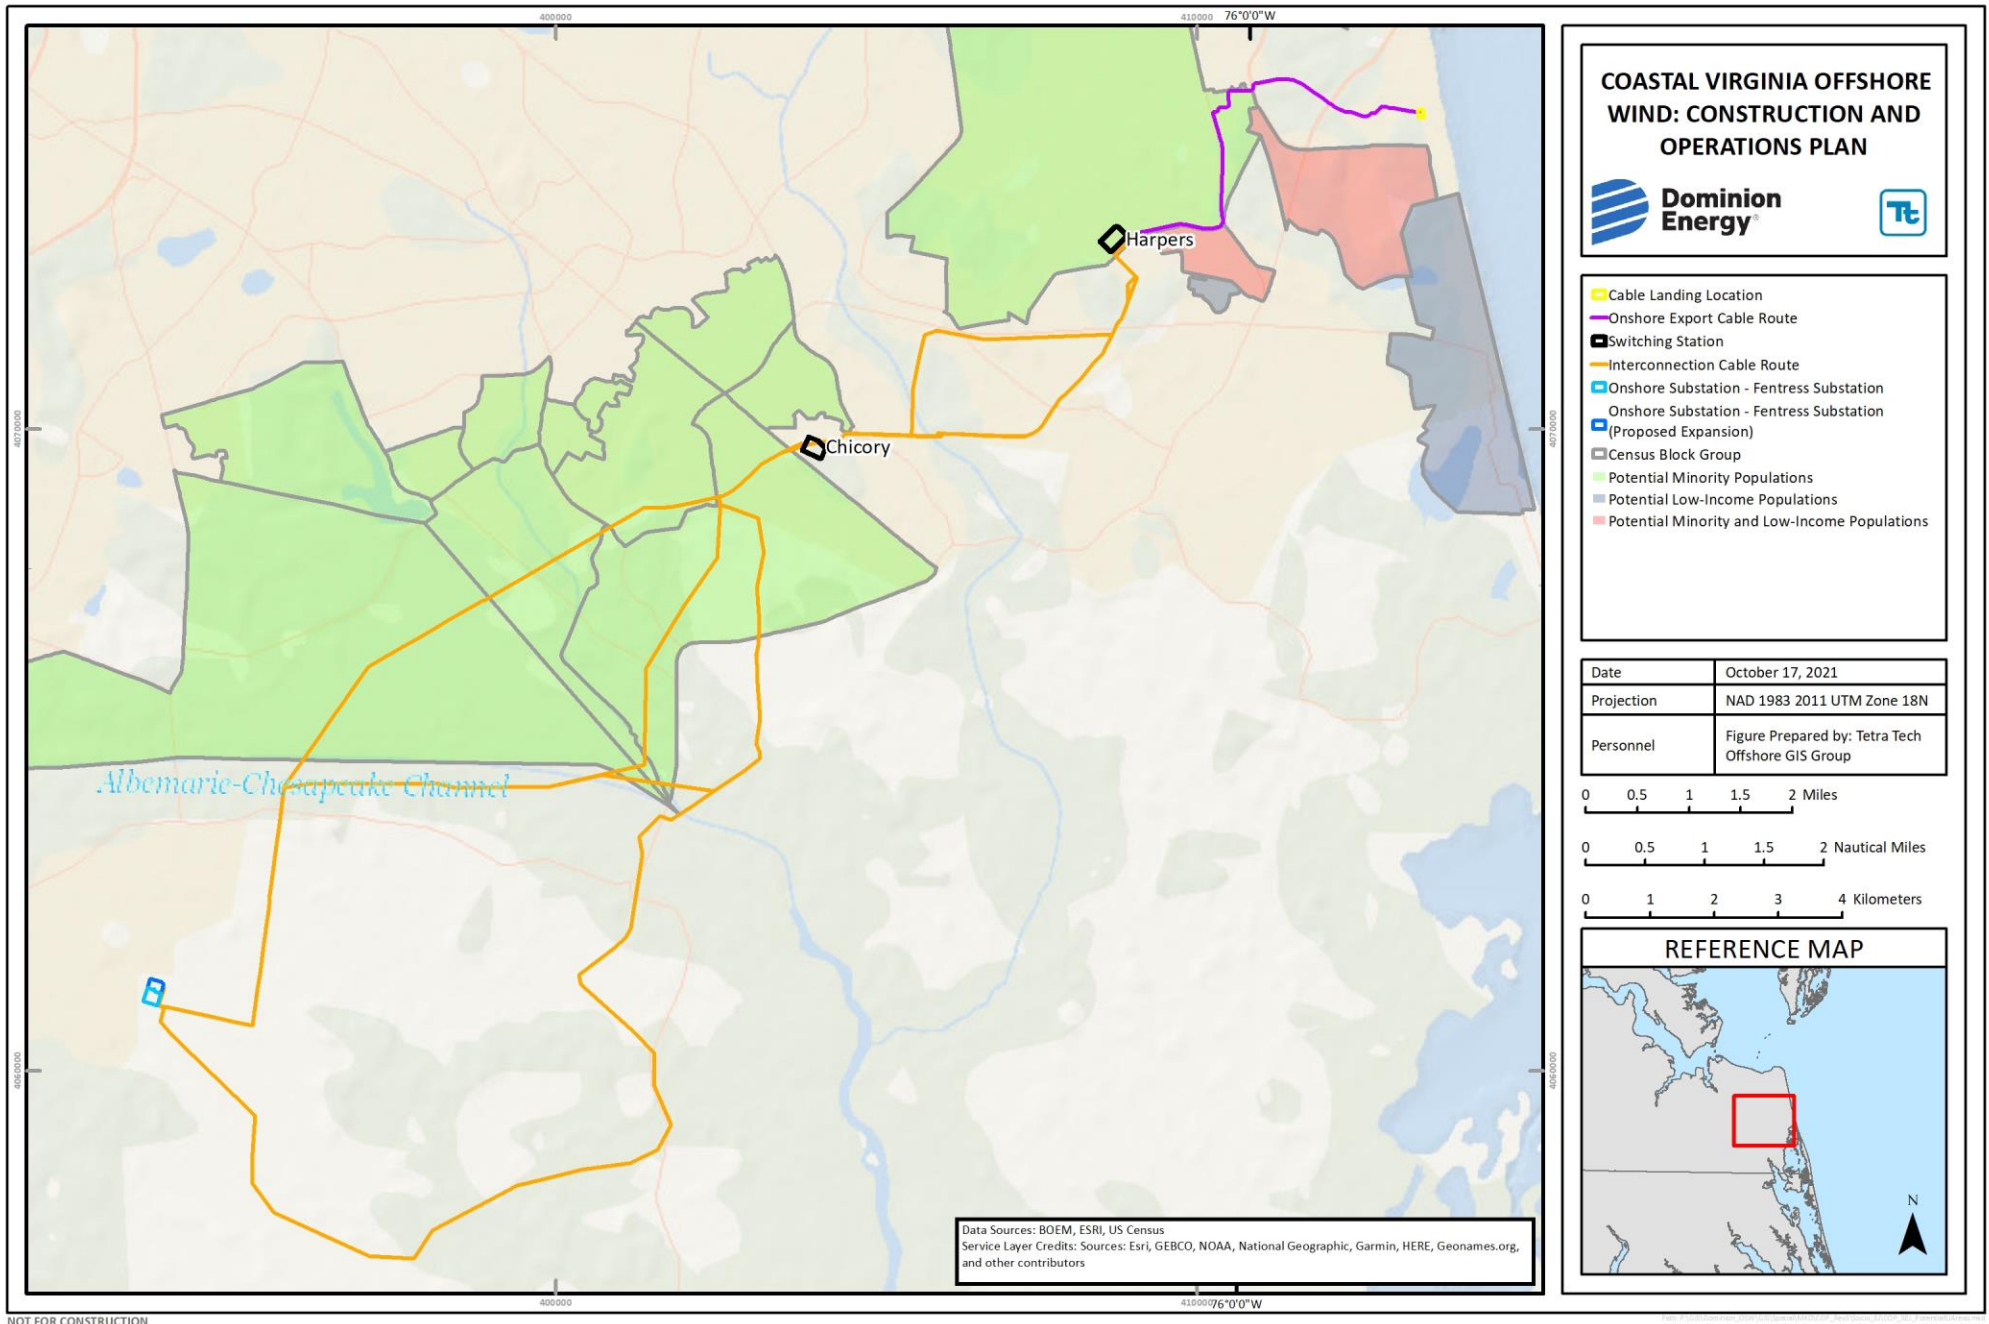 400000
410000
76°0'0"W
COASTAL VIRGINIA OFFSHORE
WIND: CONSTRUCTION AND
OPERATIONS PLAN
Dominion
Energy®
Tt
Harpers
Chicory
Albemarie-Chesapeake Channel
4070000
4070000
4060000
4060000
Cable Landing Location
Onshore Export Cable Route
Switching Station
Interconnection Cable Route
Onshore Substation - Fentress Substation
Onshore Substation - Fentress Substation
(Proposed Expansion)
Census Block Group
Potential Minority Populations
Potential Low-Income Populations
Potential Minority and Low-Income Populations
Date October 17, 2021
Projection NAD 1983 2011 UTM Zone 18N
Personnel Figure Prepared by: Tetra Tech
Offshore GIS Group
0 0.5 1 1.5 2 Miles
0 0.5 1 1.5 2 Nautical Miles
0 1 2 3 4 Kilometers
REFERENCE MAP
N
Data Sources: BOEM, ESRI, US Census
Service Layer Credits: Sources: Esri, GEBCO, NOAA, National Geographic, Garmin, HERE, Geonames.org,
and other contributors
400000
410000
76°0'0"W
NOT FOR CONSTRUCTION